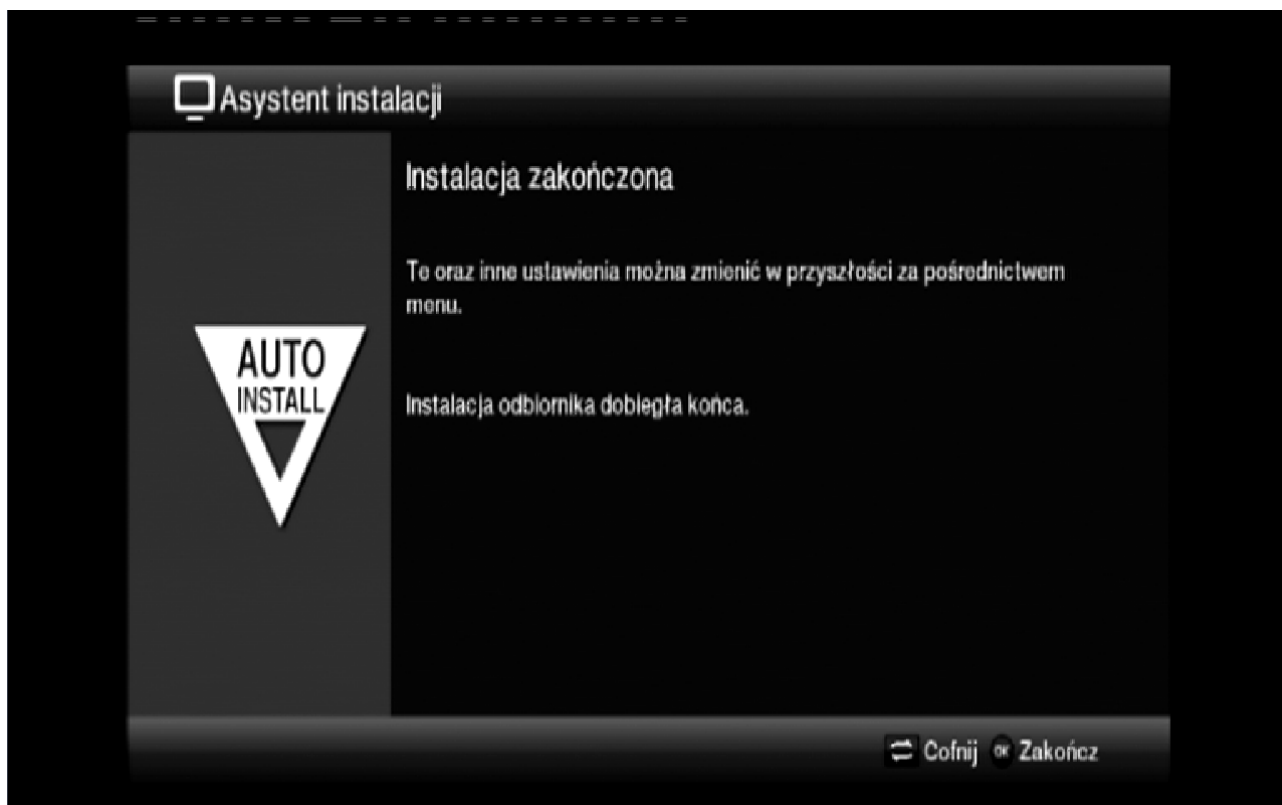 Asystent instalacji
Instalacja zakończona
Te oraz inne ustawienia można zmienić w przyszłości za pośrednictwem
menu.
AUTO
INSTALL
Instalacja odbiornika dobiegła końca.
Cofnij OK Zakończ